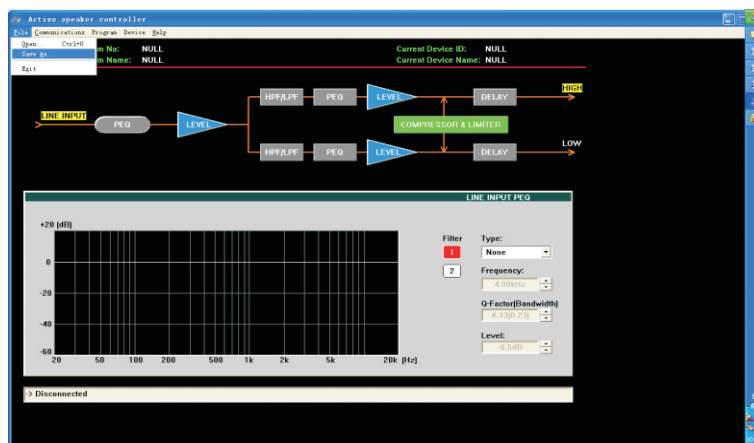 Active speaker controller
File Communications Program Device Help
Open Ctrl+O
Save As
Exit
m No: NULL
m Name: NULL
Current Device ID: NULL
Current Device Name: NULL
HIGH
HPF/LPF PEQ LEVEL DELAY
LINE INPUT
PEQ LEVEL
COMPRESSOR & LIMITER
LOW
HPF/LPF PEQ LEVEL DELAY
LINE INPUT PEQ
+20 (dB)
0
-20
-40
-60
20 50 100 200 500 1k 2k 5k 20k (Hz)
Filter
1
2
Type:
None
Frequency:
4.00kHz
Q-Factor(Bandwidth)
4.33(0.23)
Level:
-0.5dB
-> Disconnected